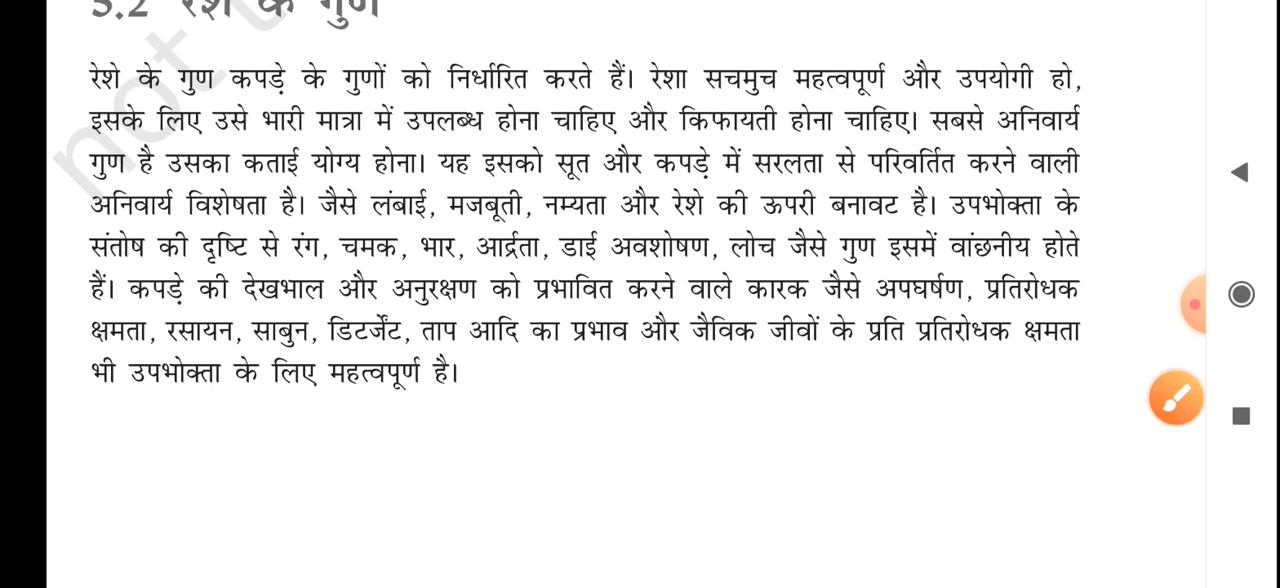 5.2 रेशे के गुण
रेशे के गुण कपड़े के गुणों को निर्धारित करते हैं। रेशा सचमुच महत्वपूर्ण और उपयोगी हो,
इसके लिए उसे भारी मात्रा में उपलब्ध होना चाहिए और किफायती होना चाहिए। सबसे अनिवार्य
गुण है उसका कताई योग्य होना। यह इसको सूत और कपड़े में सरलता से परिवर्तित करने वाली
अनिवार्य विशेषता है। जैसे लंबाई, मजबूती, नम्यता और रेशे की ऊपरी बनावट है। उपभोक्ता के
संतोष की दृष्टि से रंग, चमक, भार, आर्द्रता, डाई अवशोषण, लोच जैसे गुण इसमें वांछनीय होते
हैं। कपड़े की देखभाल और अनुरक्षण को प्रभावित करने वाले कारक जैसे अपघर्षण, प्रतिरोधक
क्षमता, रसायन, साबुन, डिटर्जेंट, ताप आदि का प्रभाव और जैविक जीवों के प्रति प्रतिरोधक क्षमता
भी उपभोक्ता के लिए महत्वपूर्ण है।
not